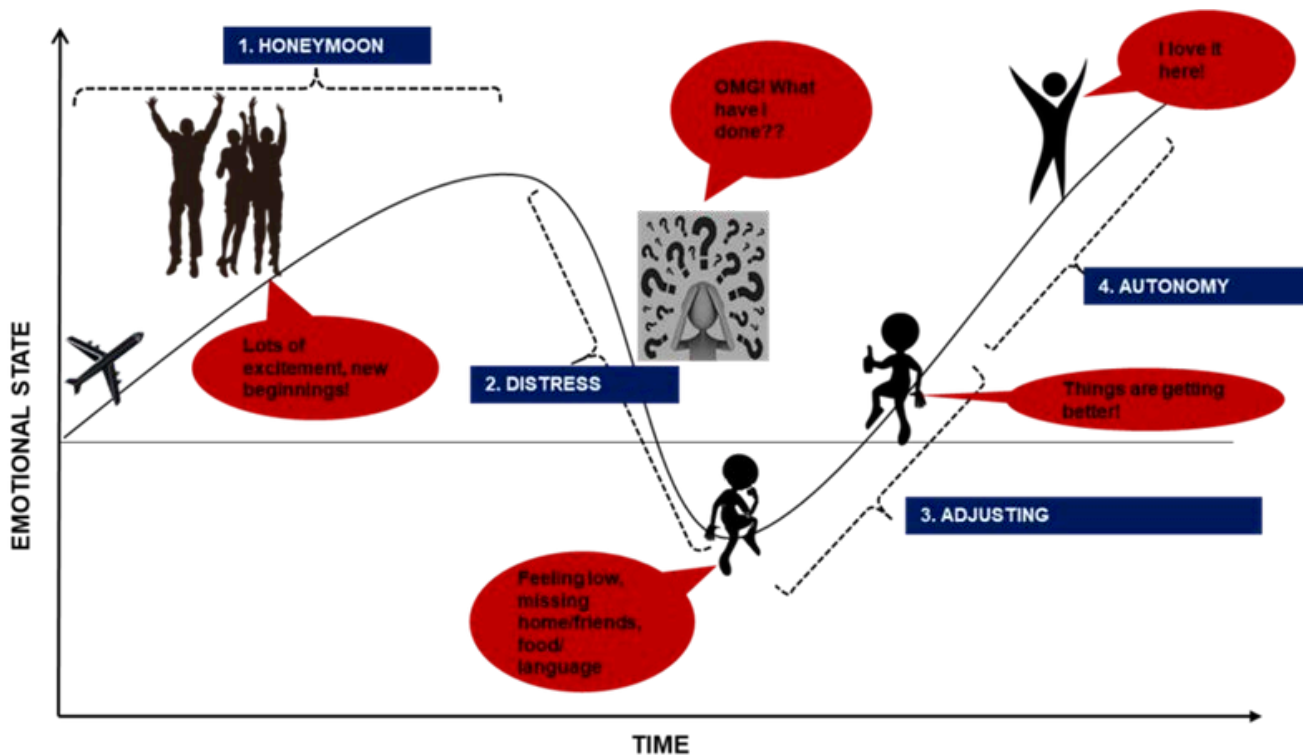 1. HONEYMOON
I love it
here!
OMG! What
have I
done??
4. AUTONOMY
Lots of
excitement, new
beginnings!
2. DISTRESS
Things are getting
better!
3. ADJUSTING
Feeling low,
missing
home/friends,
food/
language
EMOTIONAL STATE
TIME